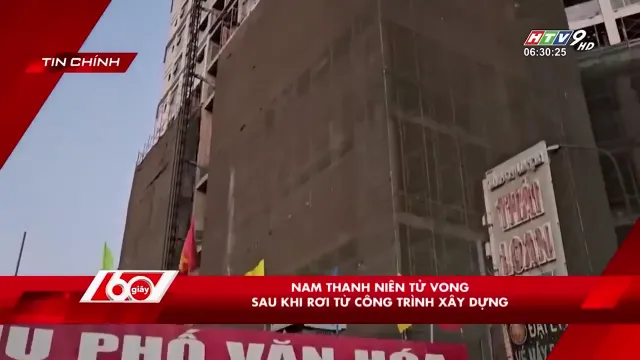 TIN CHÍNH
HTV9 HD
06:30:25
THÁI
LOAN
60 giây
NAM THANH NIÊN TỬ VONG
SAU KHI RƠI TỪ CÔNG TRÌNH XÂY DỰNG
PHỐ VĂN HÓA